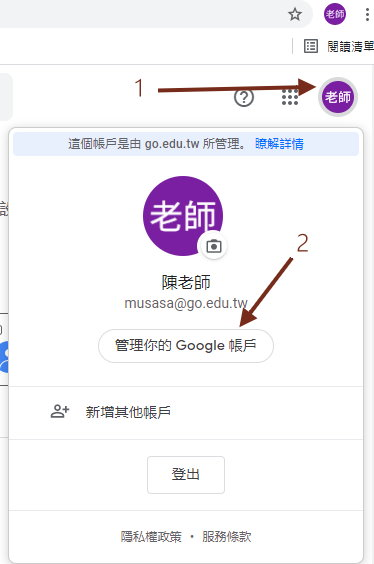 老師
閱讀清單
1
老師
這個帳戶是由 go.edu.tw 所管理。 瞭解詳情
老師
陳老師
musasa@go.edu.tw
2
管理你的 Google 帳戶
新增其他帳戶
登出
隱私權政策 • 服務條款